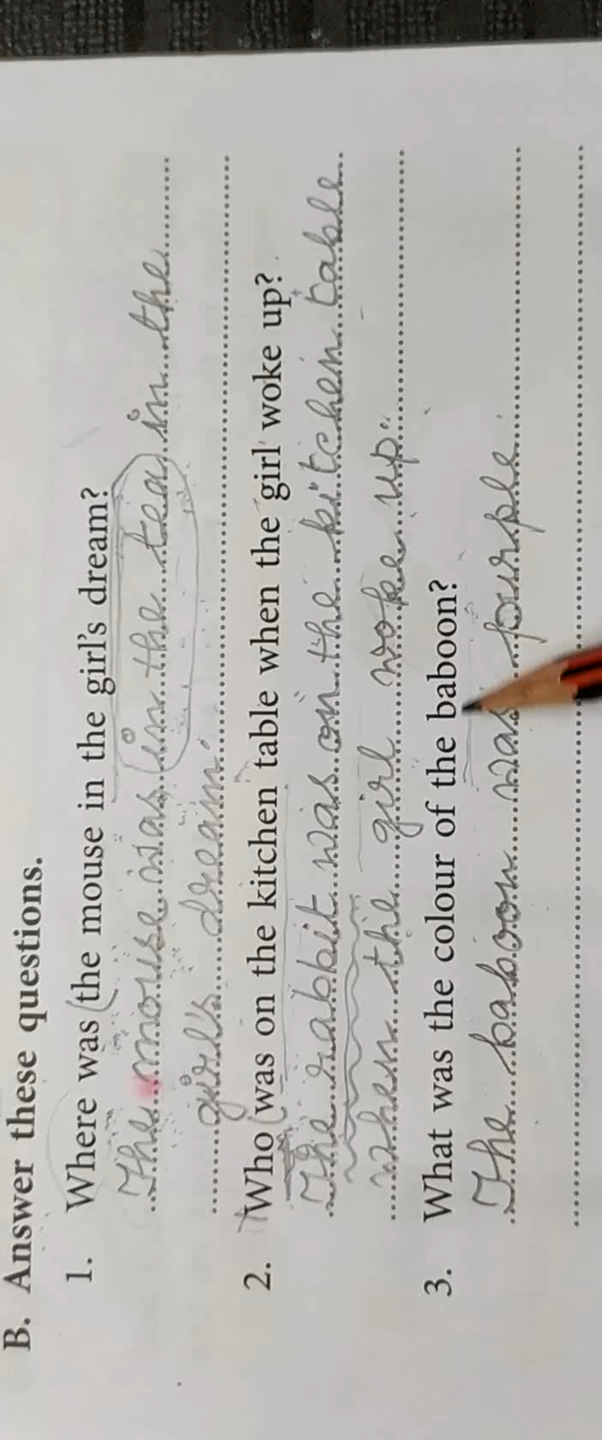 B. Answer these questions.
1. Where was the mouse in the girl's dream?
The mouse was in the tea in the
girl's dream.
2. Who was on the kitchen table when the girl woke up?
The rabbit was on the kitchen table
when the girl woke up.
3. What was the colour of the baboon?
The baboon was purple.